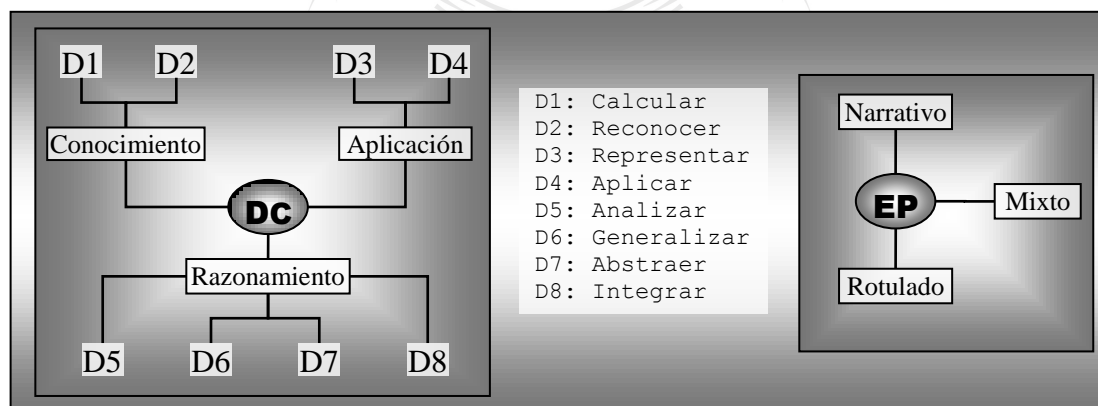 D1 D2 D3 D4
Conocimiento Aplicación
DC
Razonamiento
D5 D6 D7 D8
D1: Calcular
D2: Reconocer
D3: Representar
D4: Aplicar
D5: Analizar
D6: Generalizar
D7: Abstraer
D8: Integrar
Narrativo
EP Mixto
Rotulado